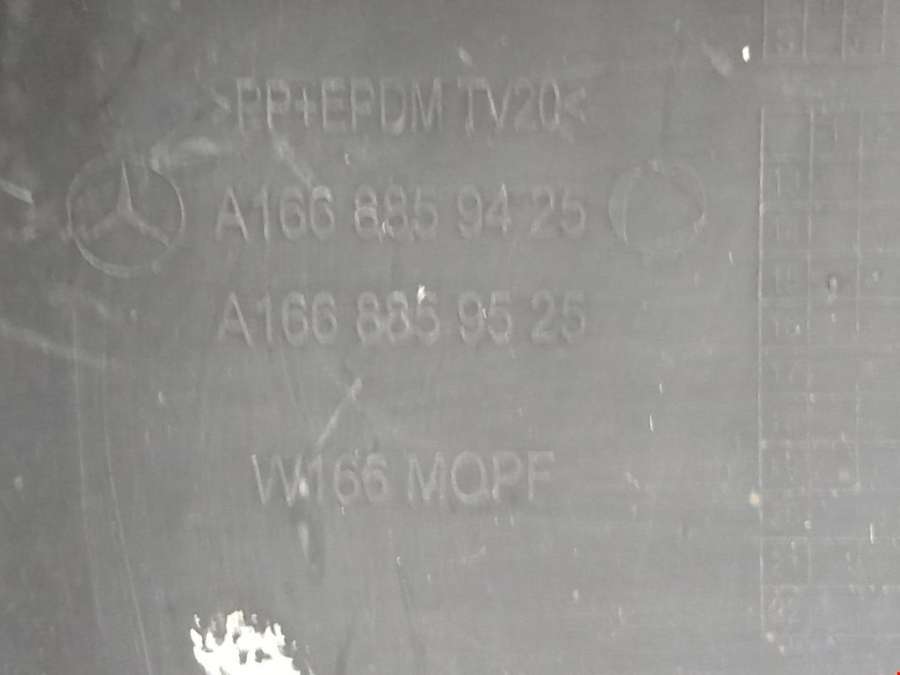 >PP+EPDM TV20<
A166 885 94 25
A166 885 95 25
W166 MOPF